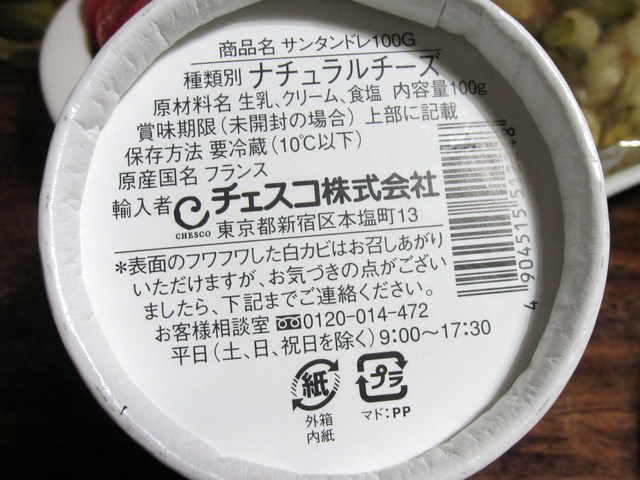 商品名 サンタンドレ100G
種類別 ナチュラルチーズ
原材料名 生乳、クリーム、食塩 内容量100g
賞味期限(未開封の場合)上部に記載
保存方法 要冷蔵(10℃以下)
原産国名 フランス
輸入者 チェスコ株式会社
CHESCO
東京都新宿区本塩町13
*表面のフワフワした白カビはお召しあがり
いただけますが、お気づきの点がござい
ましたら、下記までご連絡ください。
お客様相談室 0120-014-472
平日(土、日、祝日を除く)9:00〜17:30
紙
プラ
外箱
内紙
マド:PP